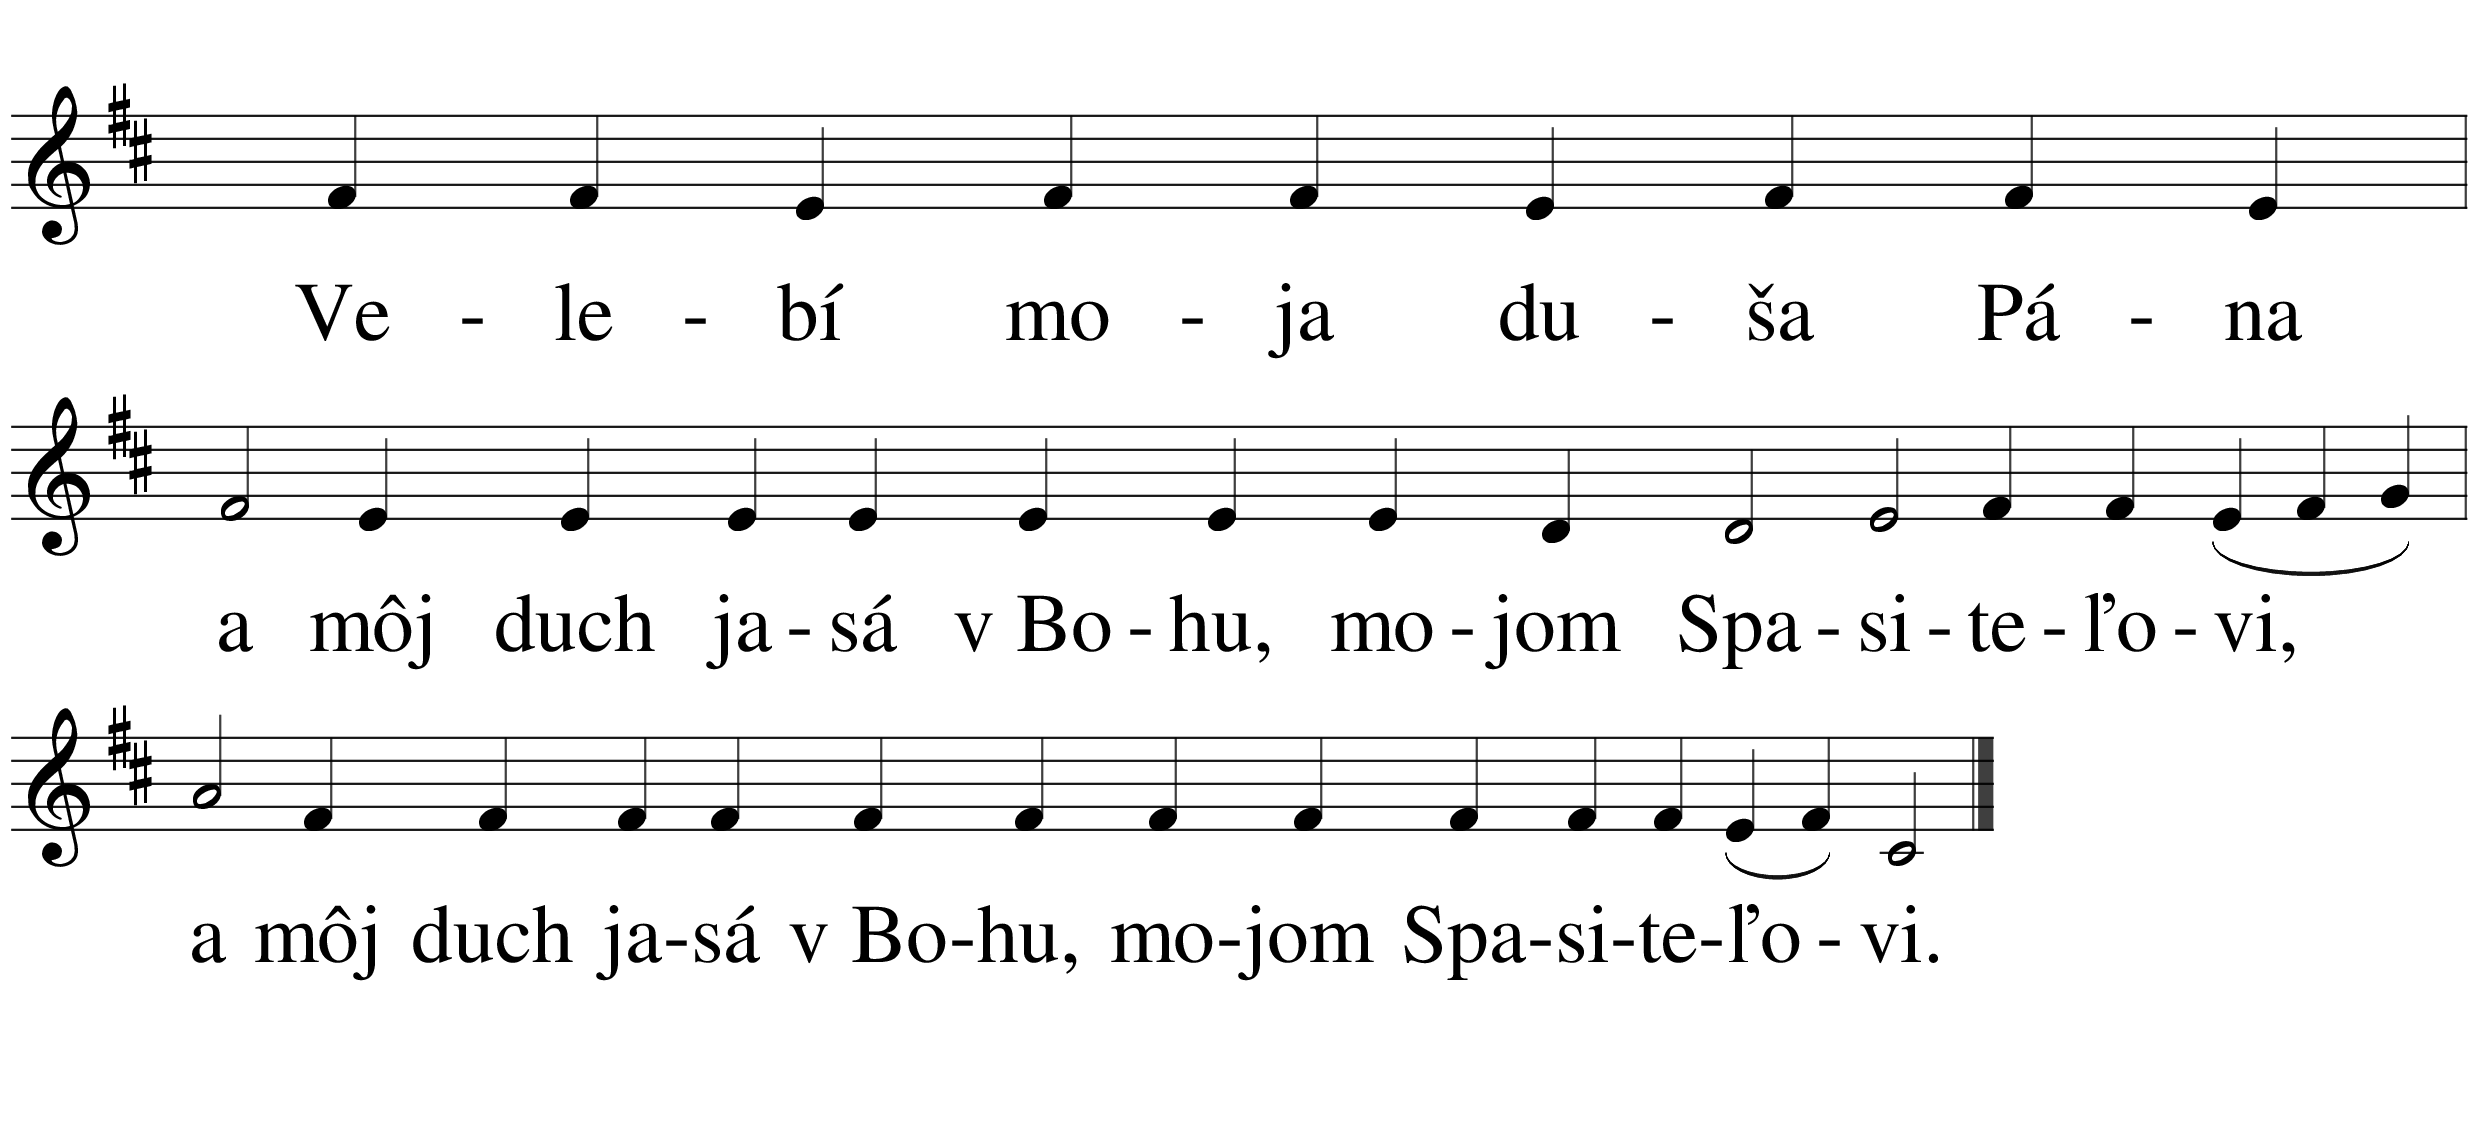 Ve - le - bí mo - ja du - ša Pá - na
a môj duch ja - sá v Bo - hu, mo - jom Spa - si - te - ľo - vi,
a môj duch ja-sá v Bo-hu, mo-jom Spa-si-te-ľo - vi.